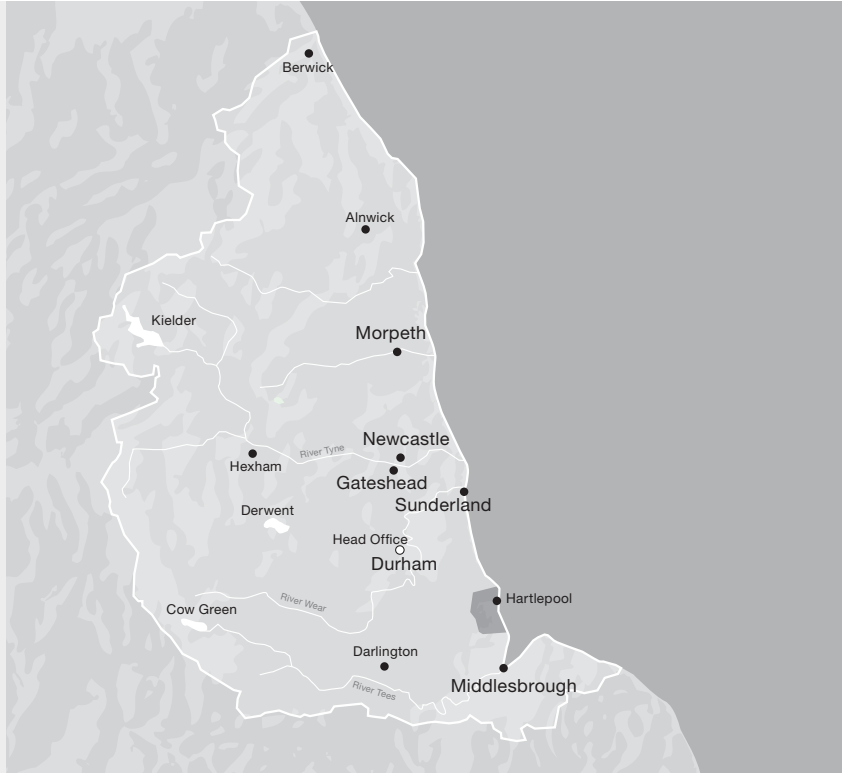 Berwick
Alnwick
Kielder
Morpeth
Newcastle
River Tyne
Hexham
Gateshead
Sunderland
Derwent
Head Office
Durham
Hartlepool
River Wear
Cow Green
Darlington
River Tees
Middlesbrough